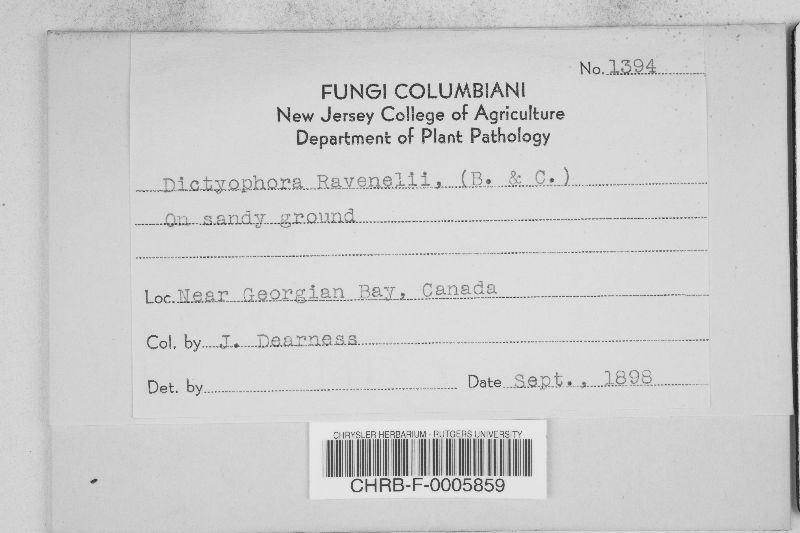 No. 1394
FUNGI COLUMBIANI
New Jersey College of Agriculture
Department of Plant Pathology
Dictyophora Ravenelii, (B. & C.)
On sandy ground
Loc. Near Georgian Bay, Canada
Col. by J. Dearness
Det. by Date Sept., 1898
CHRYSLER HERBARIUM - RUTGERS UNIVERSITY
CHRB-F-0005859